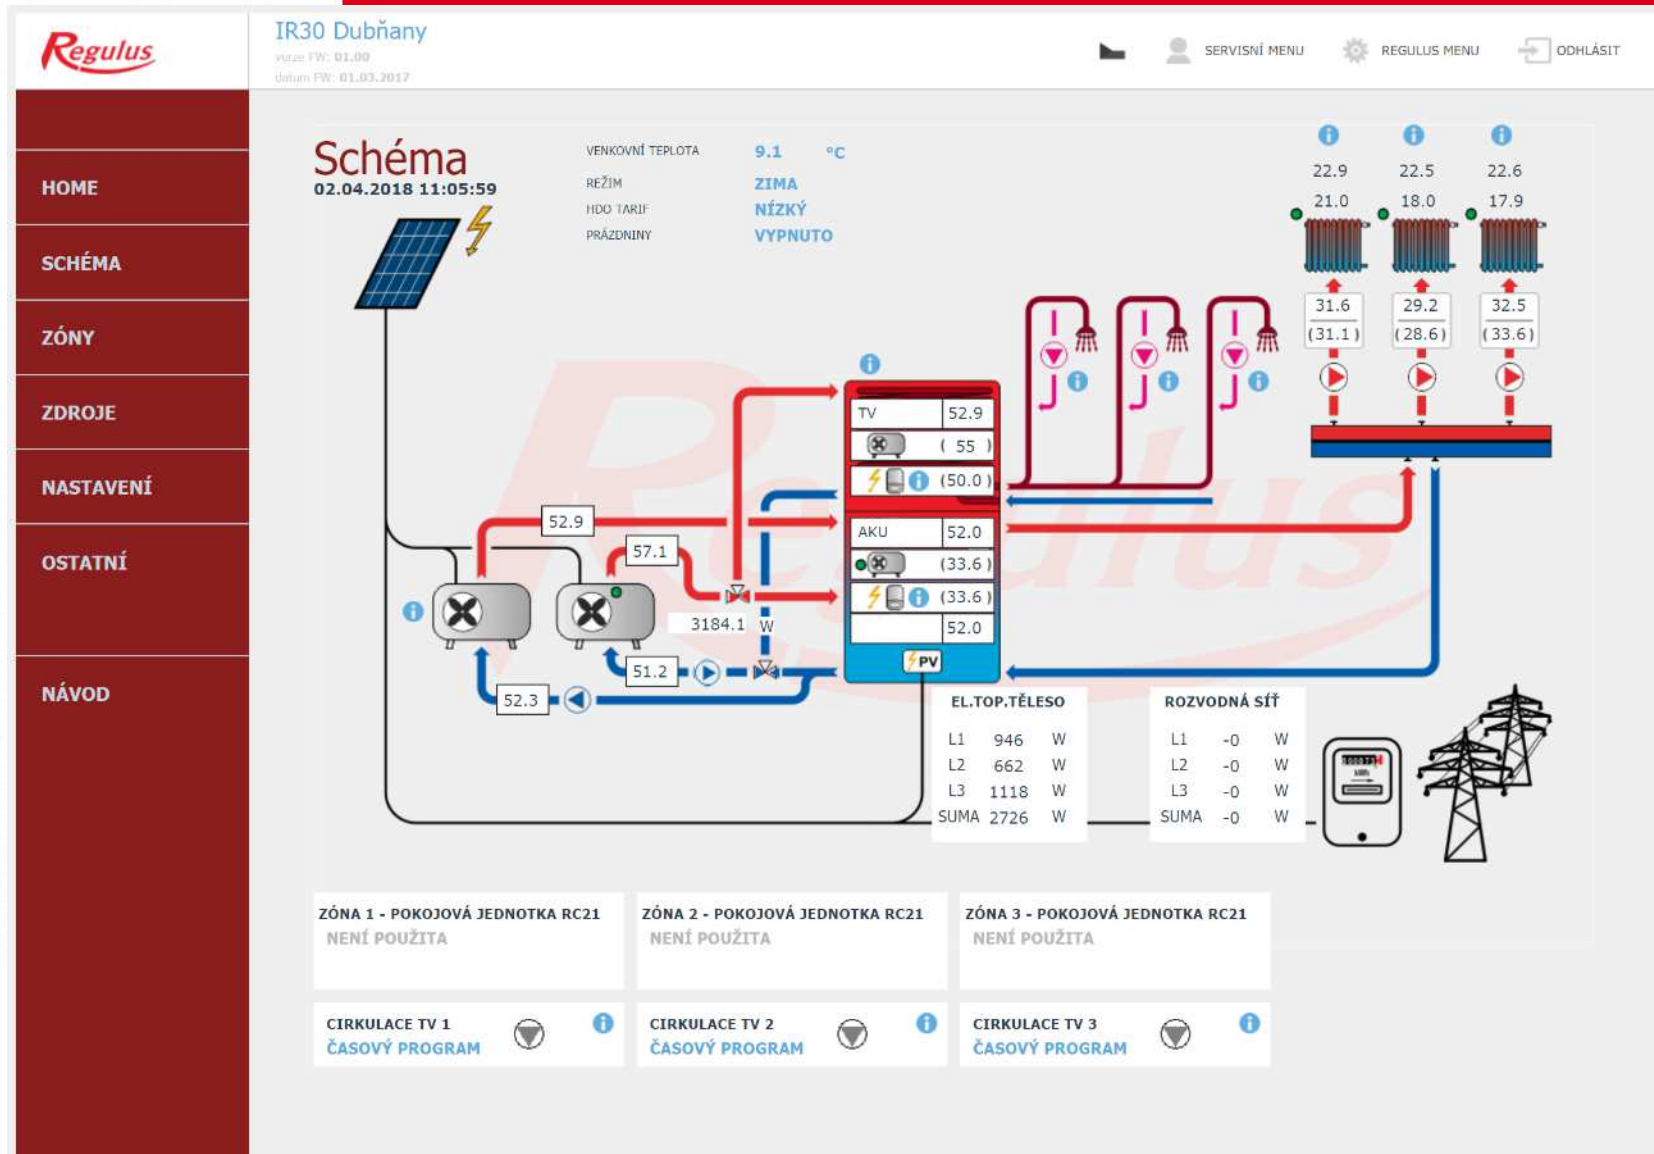 Regulus
IR30 Dubňany
verze FW: 01.00
datum FW: 01.03.2017
SERVISNÍ MENU
REGULUS MENU
ODHLÁSIT
HOME
SCHÉMA
ZÓNY
ZDROJE
NASTAVENÍ
OSTATNÍ
NÁVOD
Schéma
02.04.2018 11:05:59
VENKOVNÍ TEPLOTA 9.1 °C
REŽIM ZIMA
HDO TARIF NÍZKÝ
PRÁZDNINY VYPNUTO
22.9 22.5 22.6
21.0 18.0 17.9
31.6 29.2 32.5
(31.1) (28.6) (33.6)
TV 52.9
( 55 )
(50.0)
AKU 52.0
(33.6)
(33.6)
52.0
PV
52.9
57.1
3184.1 W
51.2
52.3
Regulus
EL.TOP.TĚLESO
L1 946 W
L2 662 W
L3 1118 W
SUMA 2726 W
ROZVODNÁ SÍŤ
L1 -0 W
L2 -0 W
L3 -0 W
SUMA -0 W
kWh
ZÓNA 1 - POKOJOVÁ JEDNOTKA RC21
NENÍ POUŽITA
ZÓNA 2 - POKOJOVÁ JEDNOTKA RC21
NENÍ POUŽITA
ZÓNA 3 - POKOJOVÁ JEDNOTKA RC21
NENÍ POUŽITA
CIRKULACE TV 1
ČASOVÝ PROGRAM
CIRKULACE TV 2
ČASOVÝ PROGRAM
CIRKULACE TV 3
ČASOVÝ PROGRAM